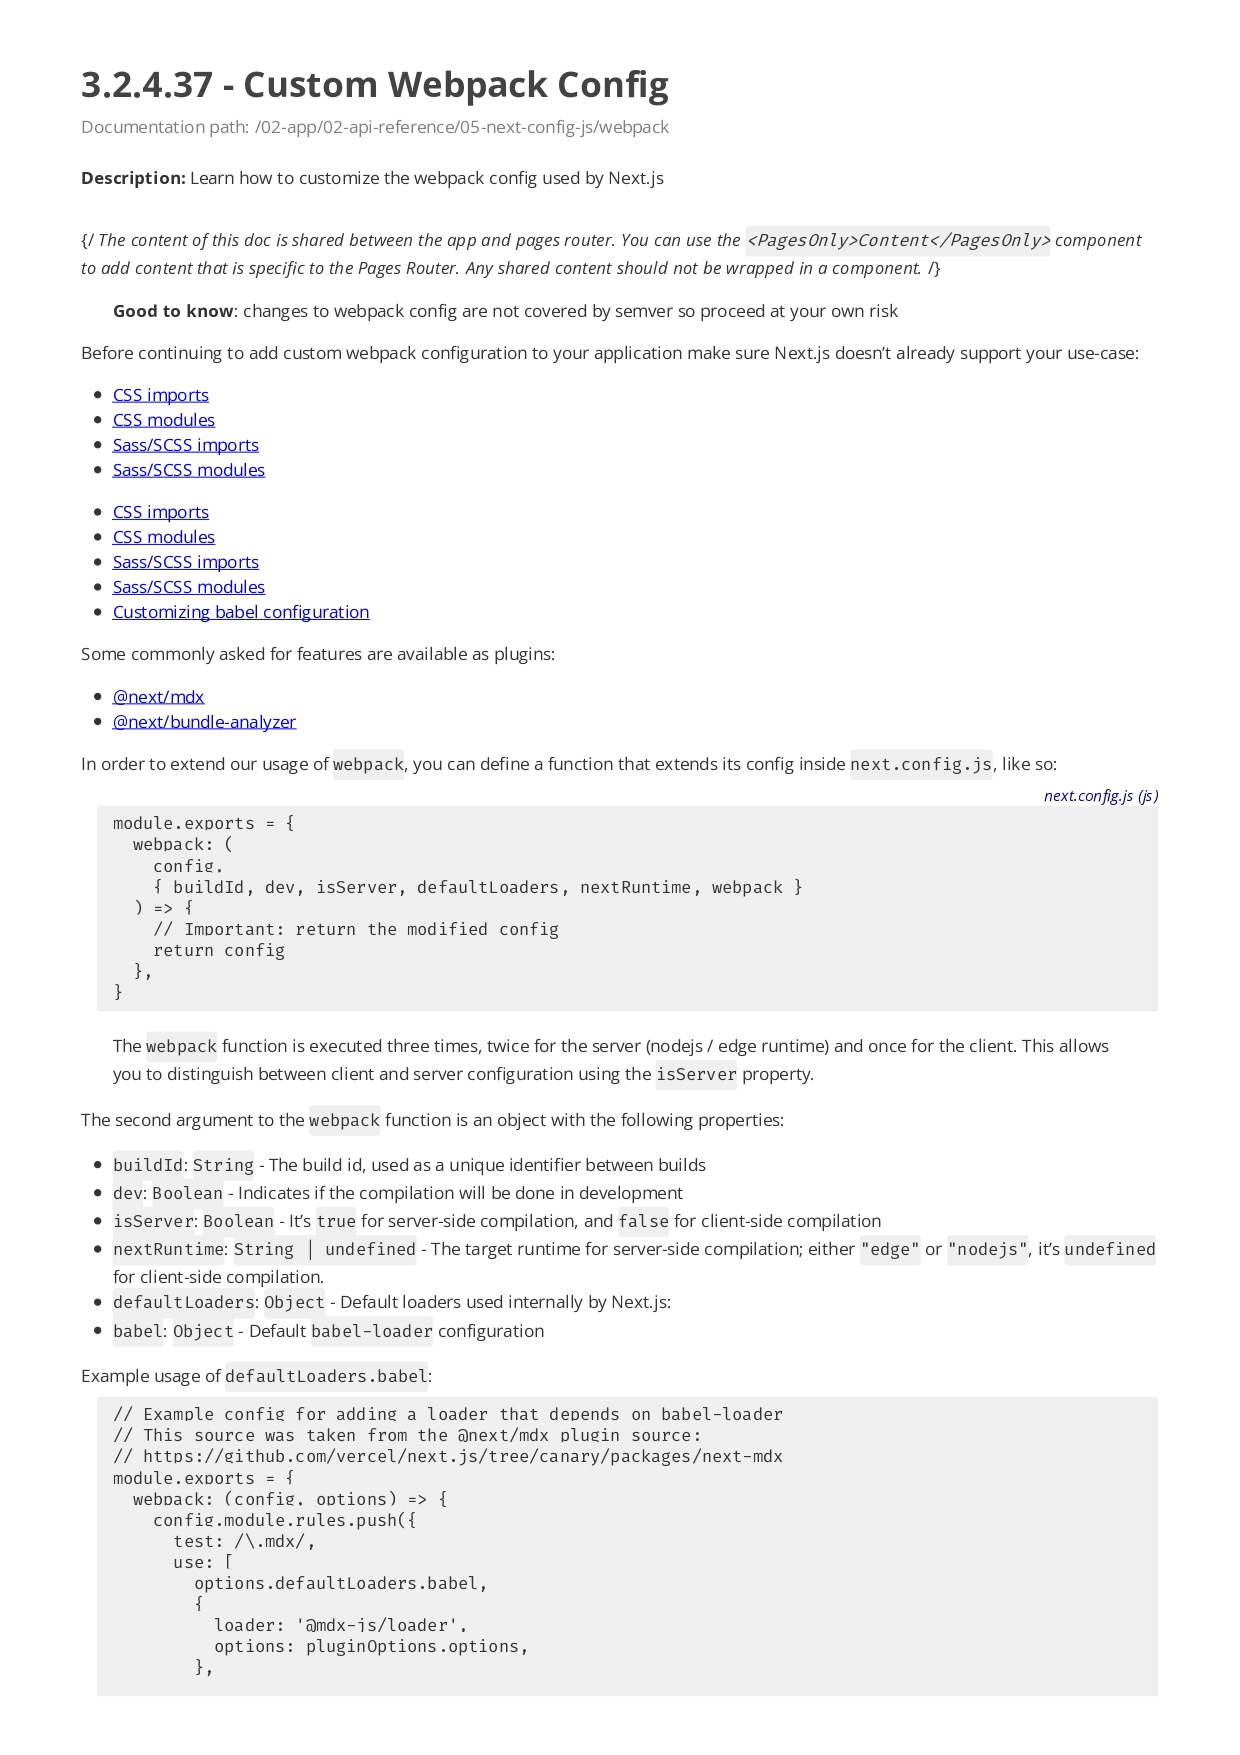 3.2.4.37 - Custom Webpack Config
Documentation path: /02-app/02-api-reference/05-next-config-js/webpack
Description: Learn how to customize the webpack config used by Next.js
{/ The content of this doc is shared between the app and pages router. You can use the <PagesOnly>Content</PagesOnly> component
to add content that is specific to the Pages Router. Any shared content should not be wrapped in a component. /}
Good to know: changes to webpack config are not covered by semver so proceed at your own risk
Before continuing to add custom webpack configuration to your application make sure Next.js doesn’t already support your use-case:
• CSS imports
• CSS modules
• Sass/SCSS imports
• Sass/SCSS modules
• CSS imports
• CSS modules
• Sass/SCSS imports
• Sass/SCSS modules
• Customizing babel configuration
Some commonly asked for features are available as plugins:
• @next/mdx
• @next/bundle-analyzer
In order to extend our usage of webpack, you can define a function that extends its config inside next.config.js, like so:
next.config.js (js)
module.exports = {
  webpack: (
    config,
    { buildId, dev, isServer, defaultLoaders, nextRuntime, webpack }
  ) => {
    // Important: return the modified config
    return config
  },
}
The webpack function is executed three times, twice for the server (nodejs / edge runtime) and once for the client. This allows
you to distinguish between client and server configuration using the isServer property.
The second argument to the webpack function is an object with the following properties:
• buildId: String - The build id, used as a unique identifier between builds
• dev: Boolean - Indicates if the compilation will be done in development
• isServer: Boolean - It’s true for server-side compilation, and false for client-side compilation
• nextRuntime: String | undefined - The target runtime for server-side compilation; either "edge" or "nodejs", it’s undefined
for client-side compilation.
• defaultLoaders: Object - Default loaders used internally by Next.js:
• babel: Object - Default babel-loader configuration
Example usage of defaultLoaders.babel:
// Example config for adding a loader that depends on babel-loader
// This source was taken from the @next/mdx plugin source:
// https://github.com/vercel/next.js/tree/canary/packages/next-mdx
module.exports = {
  webpack: (config, options) => {
    config.module.rules.push({
      test: /\.mdx/,
      use: [
        options.defaultLoaders.babel,
        {
          loader: '@mdx-js/loader',
          options: pluginOptions.options,
        },